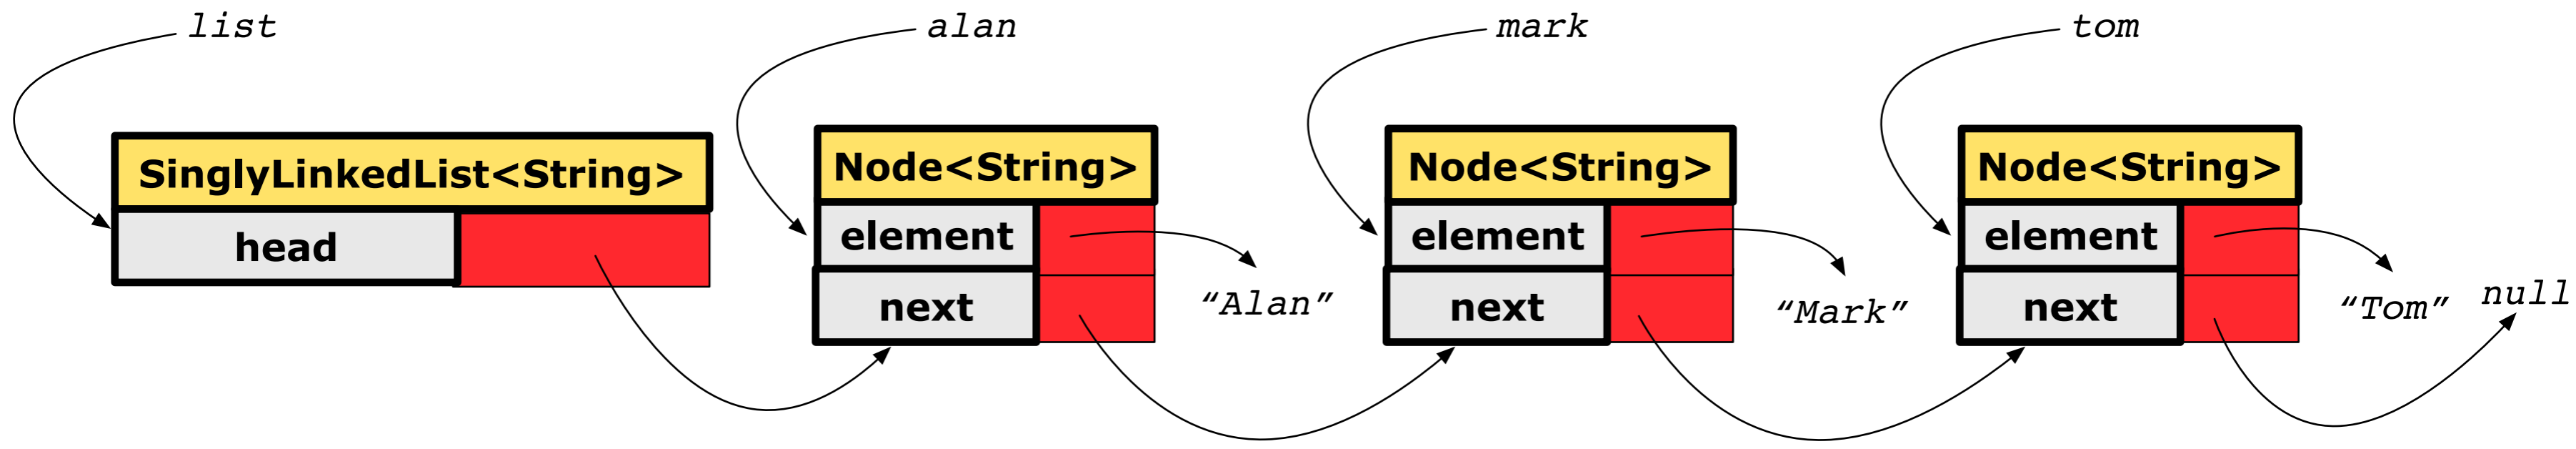 list
alan
mark
tom
SinglyLinkedList<String>
head
Node<String>
element
next
“Alan”
Node<String>
element
next
“Mark”
Node<String>
element
next
“Tom”
null